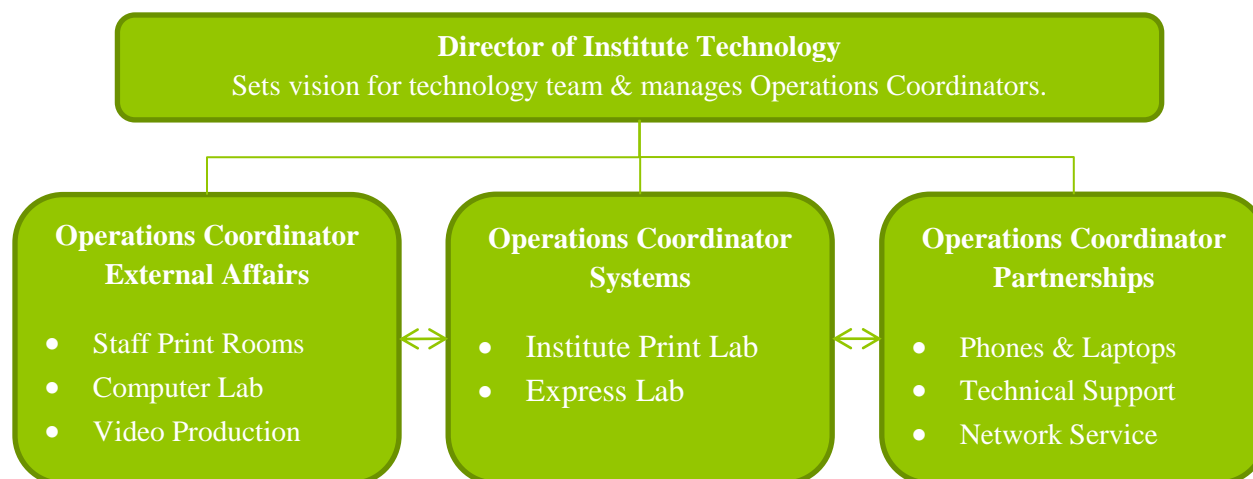 Director of Institute Technology
Sets vision for technology team & manages Operations Coordinators.
Operations Coordinator
External Affairs
• Staff Print Rooms
• Computer Lab
• Video Production
Operations Coordinator
Systems
• Institute Print Lab
• Express Lab
Operations Coordinator
Partnerships
• Phones & Laptops
• Technical Support
• Network Service